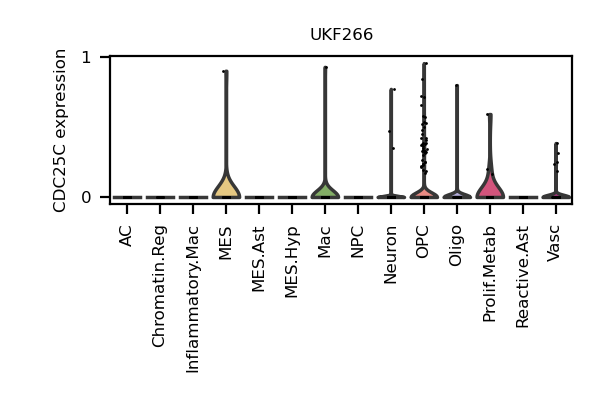 UKF266
CDC25C expression
1
0
AC
Chromatin.Reg
Inflammatory.Mac
MES
MES.Ast
MES.Hyp
Mac
NPC
Neuron
OPC
Oligo
Prolif.Metab
Reactive.Ast
Vasc